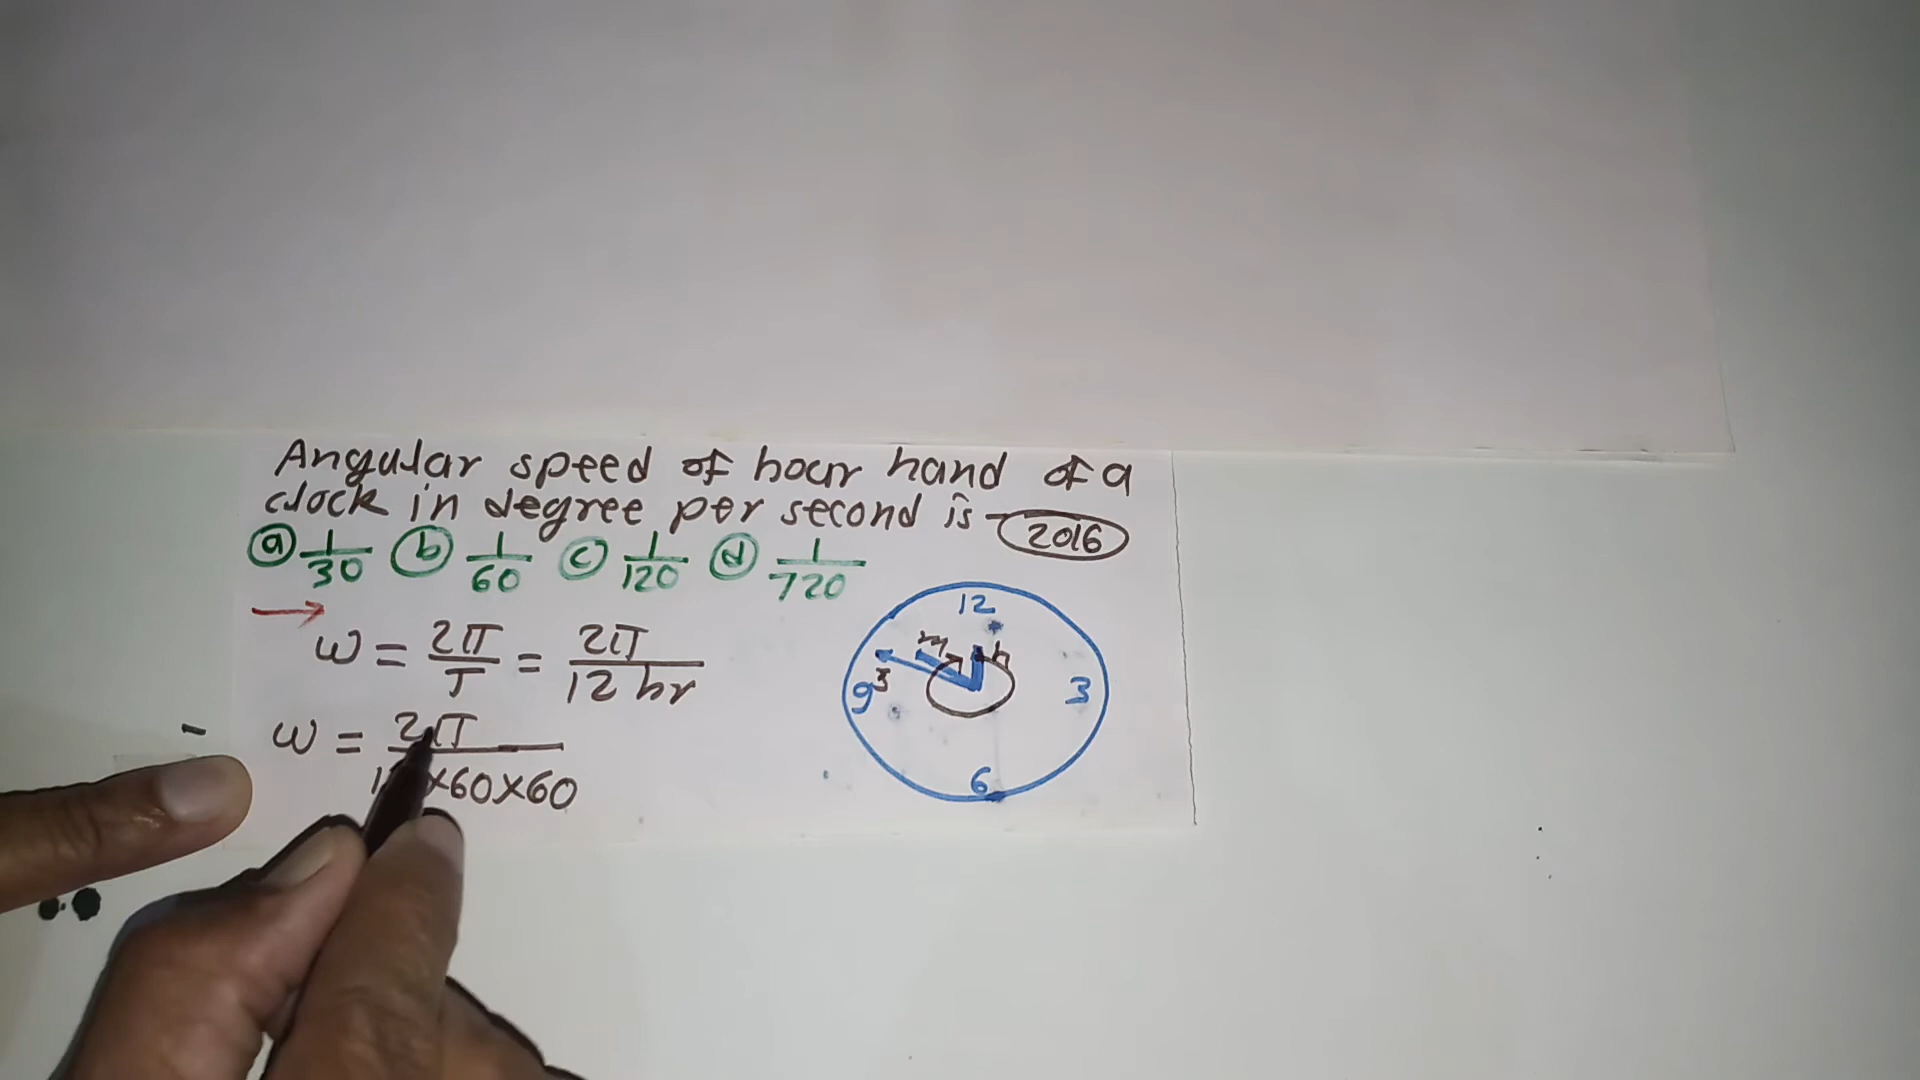 Angular speed of hour hand of a
clock in degree per second is - 2016
(a) 1/30 (b) 1/60 (c) 1/120 (d) 1/720
→
ω = 2π/T = 2π/12 hr
ω = 2π/ ×60×60
12
m h
s
9 3
6